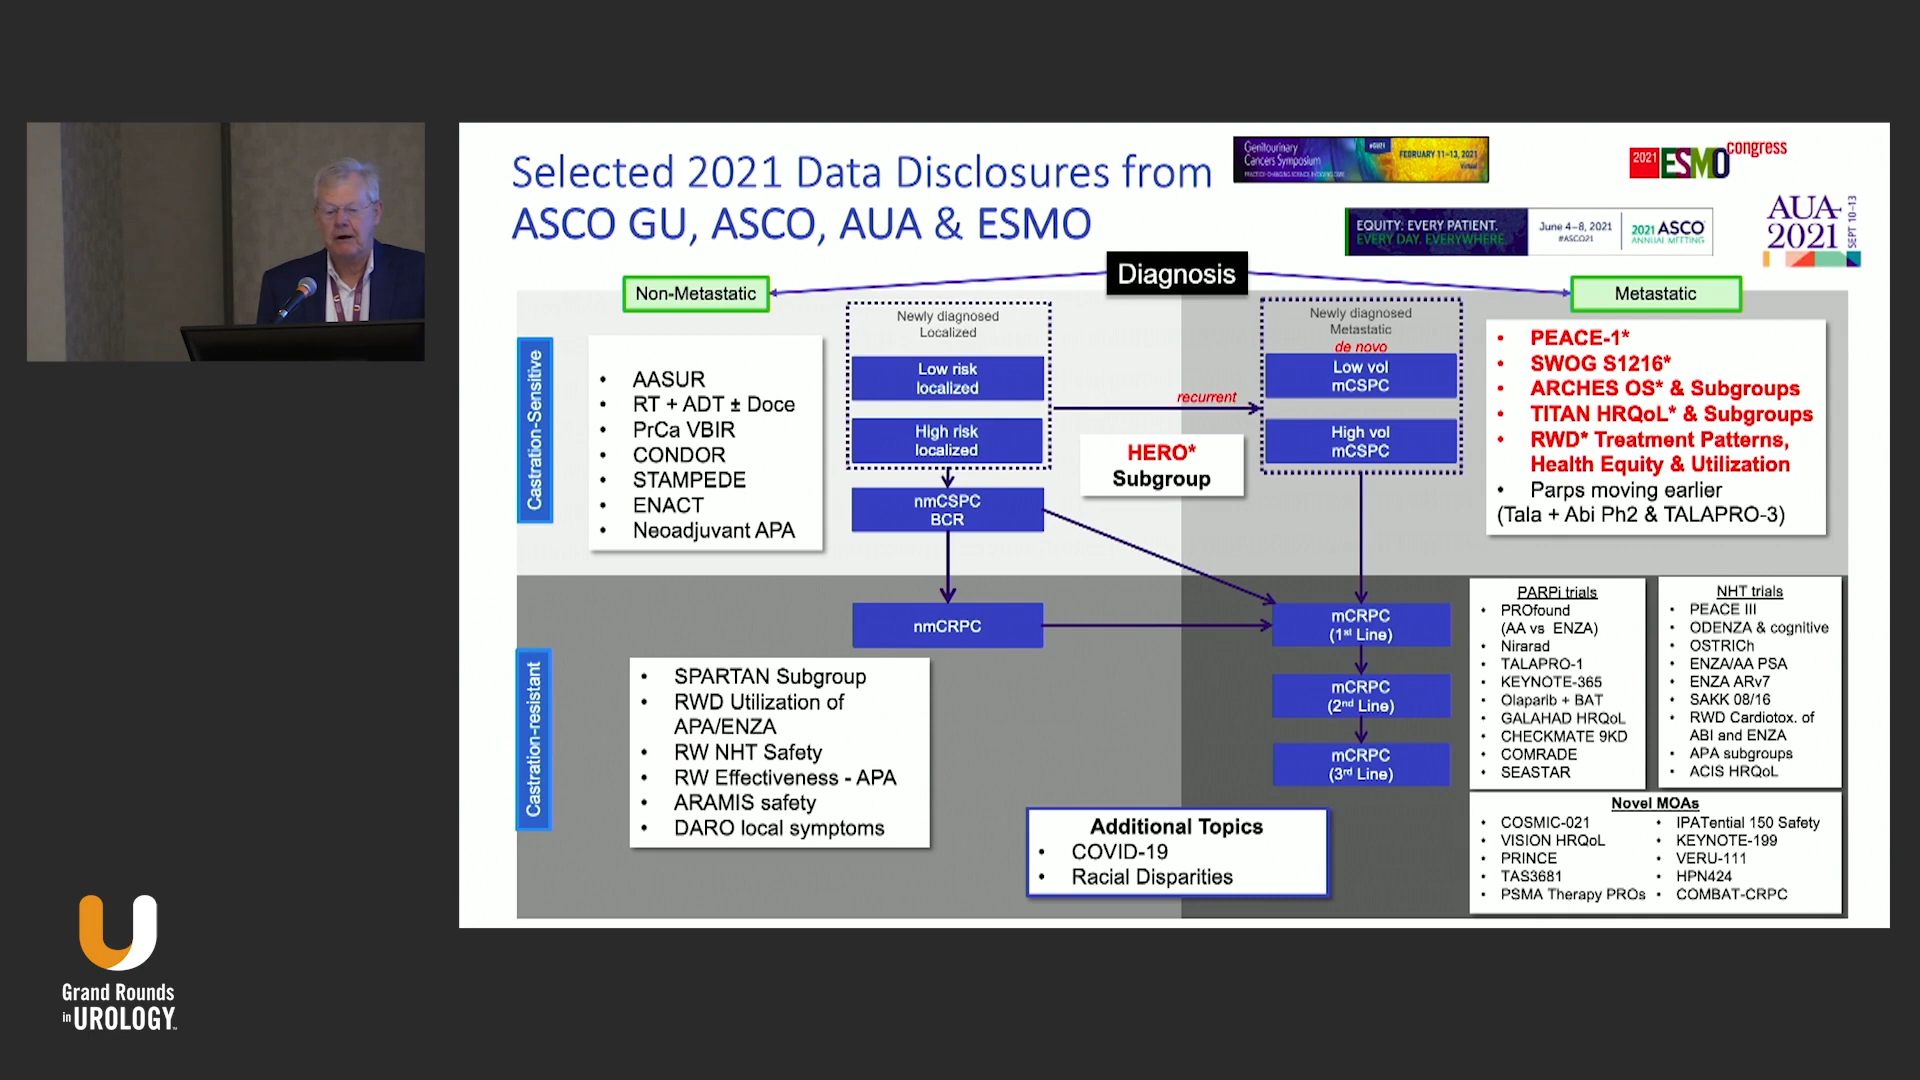 Selected 2021 Data Disclosures from
ASCO GU, ASCO, AUA & ESMO
Genitourinary
Cancers Symposium
#GU21
FEBRUARY 11–13, 2021
Virtual
2021 ESMO congress
EQUITY: EVERY PATIENT.
EVERY DAY. EVERYWHERE.
June 4–8, 2021
#ASCO21
2021 ASCO
ANNUAL MEETING
AUA
2021
SEPT 10–13
Diagnosis
Non-Metastatic
Metastatic
Castration-Sensitive
• AASUR
• RT + ADT ± Doce
• PrCa VBIR
• CONDOR
• STAMPEDE
• ENACT
• Neoadjuvant APA
Newly diagnosed
Localized
Low risk
localized
High risk
localized
nmCSPC
BCR
recurrent
HERO*
Subgroup
Newly diagnosed
Metastatic
de novo
Low vol
mCSPC
High vol
mCSPC
• PEACE-1*
• SWOG S1216*
• ARCHES OS* & Subgroups
• TITAN HRQoL* & Subgroups
• RWD* Treatment Patterns,
Health Equity & Utilization
• Parps moving earlier
(Tala + Abi Ph2 & TALAPRO-3)
Castration-resistant
nmCRPC
• SPARTAN Subgroup
• RWD Utilization of
APA/ENZA
• RW NHT Safety
• RW Effectiveness - APA
• ARAMIS safety
• DARO local symptoms
mCRPC
(1st Line)
mCRPC
(2nd Line)
mCRPC
(3rd Line)
Additional Topics
• COVID-19
• Racial Disparities
PARPi trials
• PROfound
(AA vs ENZA)
• Nirarad
• TALAPRO-1
• KEYNOTE-365
• Olaparib + BAT
• GALAHAD HRQoL
• CHECKMATE 9KD
• COMRADE
• SEASTAR
NHT trials
• PEACE III
• ODENZA & cognitive
• OSTRICh
• ENZA/AA PSA
• ENZA ARv7
• SAKK 08/16
• RWD Cardiotox. of
ABI and ENZA
• APA subgroups
• ACIS HRQoL
Novel MOAs
• COSMIC-021
• VISION HRQoL
• PRINCE
• TAS3681
• PSMA Therapy PROs
• IPATential 150 Safety
• KEYNOTE-199
• VERU-111
• HPN424
• COMBAT-CRPC
Grand Rounds
in UROLOGY™